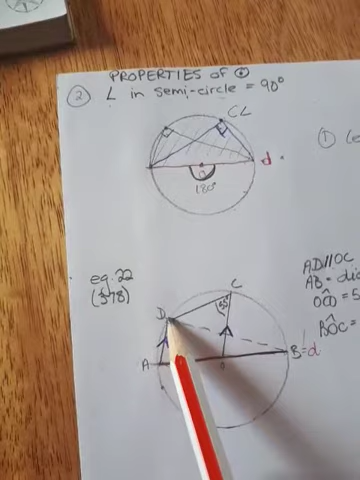 PROPERTIES OF ⊙
② ∠ in semi-circle = 90°
CL
d
180°
① (
eg. 22
(378)
AD//OC
AB = dia
OĈD = 5
BÔC =
C
D
A
B = d